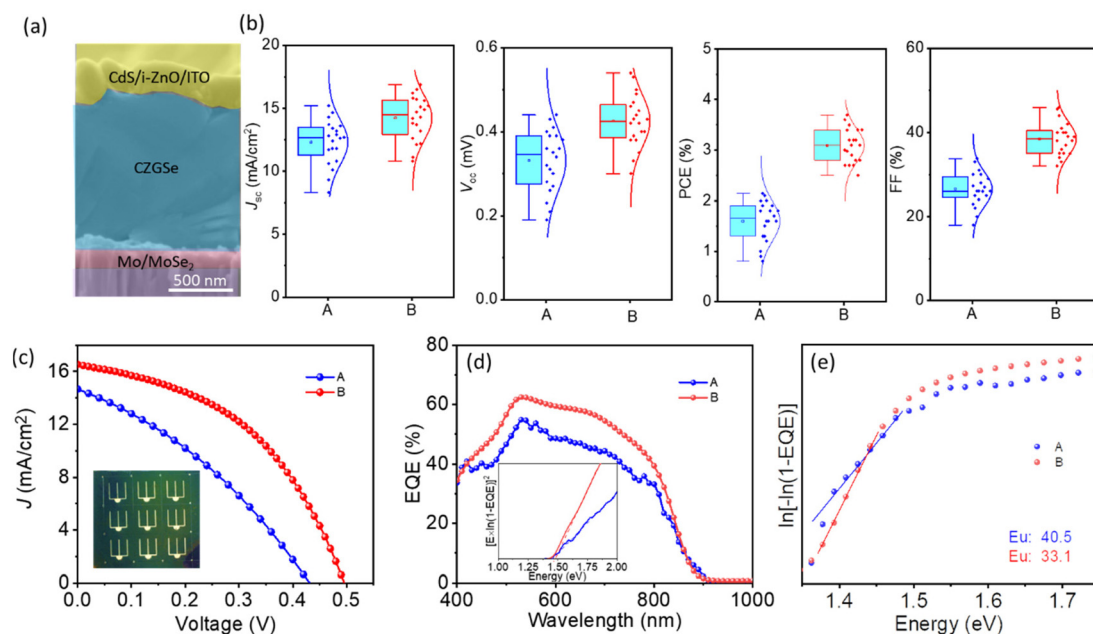 (a)
CdS/i-ZnO/ITO
CZGSe
Mo/MoSe₂
500 nm
(b)
20
15
10
5
0
Jsc (mA/cm²)
A
B
0.6
0.4
0.2
0.0
Voc (mV)
A
B
5
4
3
2
1
0
PCE (%)
A
B
60
40
20
0
FF (%)
A
B
(c)
16
12
8
4
0
J (mA/cm2)
A
B
0.0 0.1 0.2 0.3 0.4 0.5
Voltage (V)
(d)
80
60
40
20
0
EQE (%)
A
B
[E×ln(1-EQE)]²
1.00 1.25 1.50 1.75 2.00
Energy (eV)
400 500 600 700 800 900 1000
Wavelength (nm)
(e)
ln[-ln(1-EQE)]
A
B
Eu: 40.5
Eu: 33.1
1.4 1.5 1.6 1.7
Energy (eV)